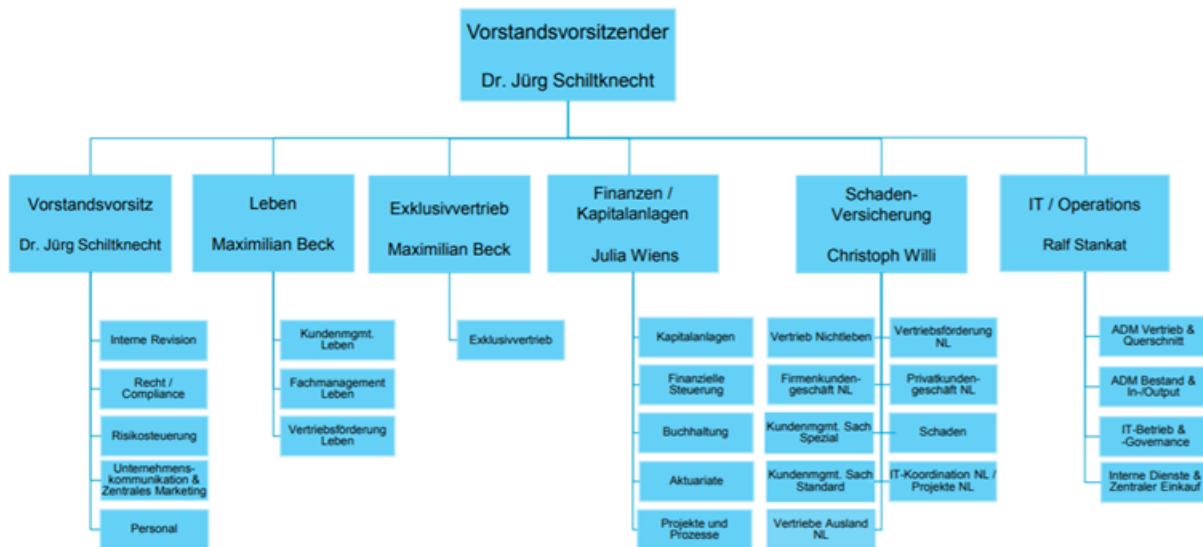 Vorstandsvorsitzender
Dr. Jürg Schiltknecht
Vorstandsvorsitz
Dr. Jürg Schiltknecht
Interne Revision
Recht /
Compliance
Risikosteuerung
Unternehmens-
kommunikation &
Zentrales Marketing
Personal
Leben
Maximilian Beck
Kundenmgmt.
Leben
Fachmanagement
Leben
Vertriebsförderung
Leben
Exklusivvertrieb
Maximilian Beck
Exklusivvertrieb
Finanzen /
Kapitalanlagen
Julia Wiens
Kapitalanlagen
Finanzielle
Steuerung
Buchhaltung
Aktuariate
Projekte und
Prozesse
Schaden-
Versicherung
Christoph Willi
Vertrieb Nichtleben
Firmenkunden-
geschäft NL
Kundenmgmt. Sach
Spezial
Kundenmgmt. Sach
Standard
Vertriebe Ausland
NL
Vertriebsförderung
NL
Privatkunden-
geschäft NL
Schaden
IT-Koordination NL /
Projekte NL
IT / Operations
Ralf Stankat
ADM Vertrieb &
Querschnitt
ADM Bestand &
In-/Output
IT-Betrieb &
-Governance
Interne Dienste &
Zentraler Einkauf